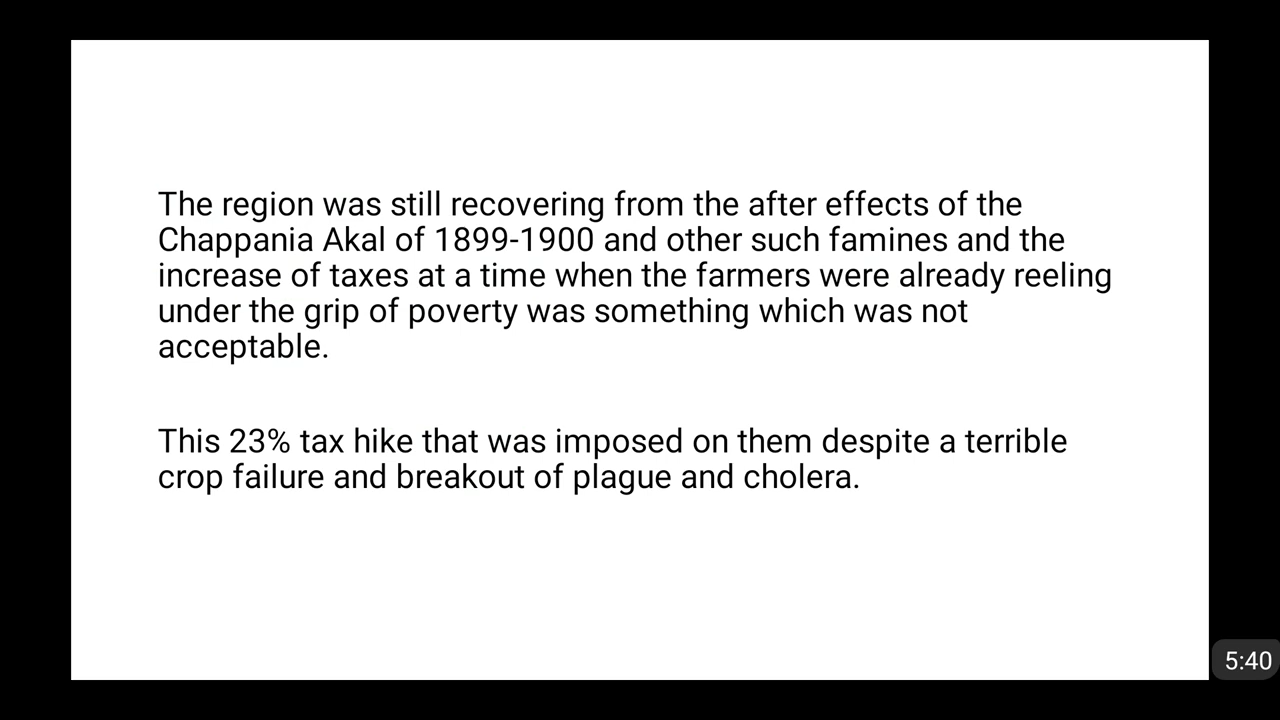 The region was still recovering from the after effects of the
Chappania Akal of 1899-1900 and other such famines and the
increase of taxes at a time when the farmers were already reeling
under the grip of poverty was something which was not
acceptable.
This 23% tax hike that was imposed on them despite a terrible
crop failure and breakout of plague and cholera.
5:40